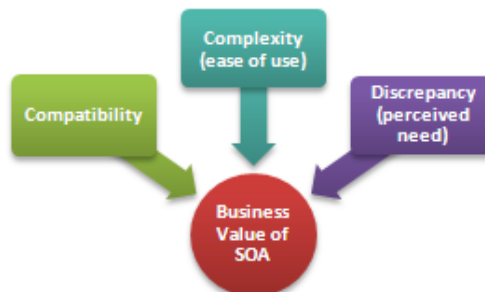 Complexity
(ease of use)
Compatibility
Discrepancy
(perceived
need)
Business
Value of
SOA